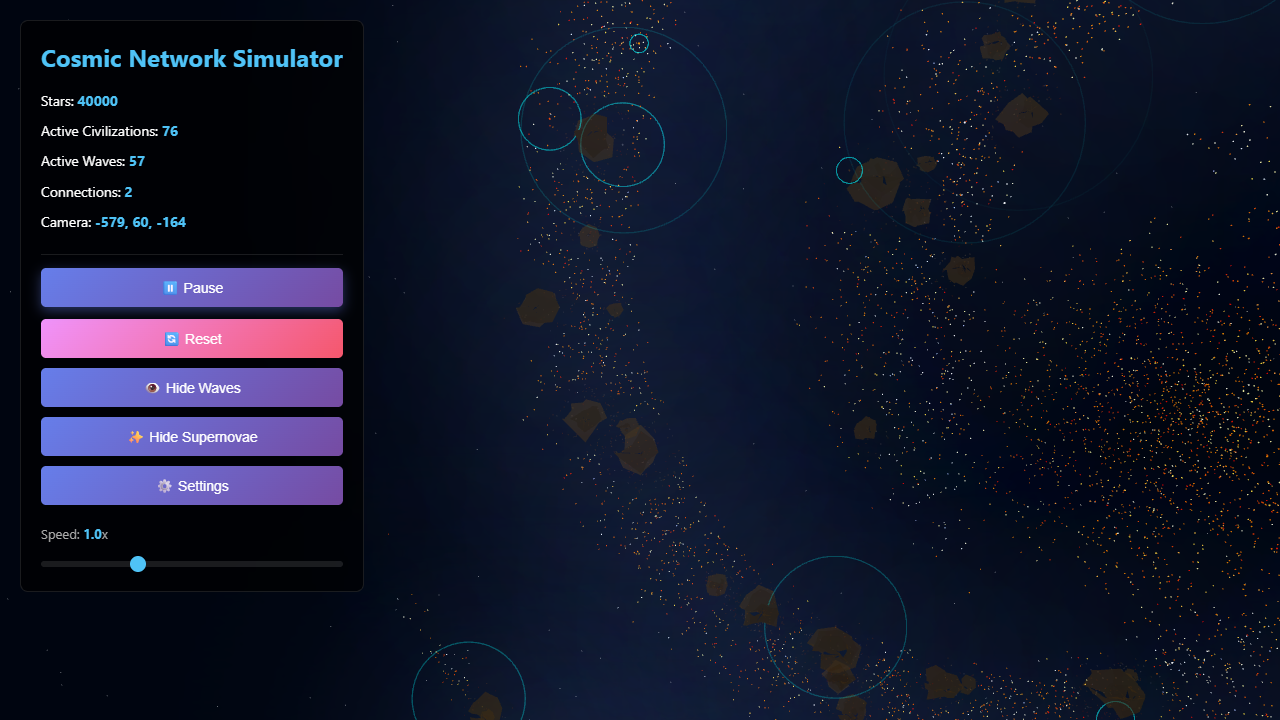 Cosmic Network Simulator
Stars: 40000
Active Civilizations: 76
Active Waves: 57
Connections: 2
Camera: -579, 60, -164
⏸️ Pause
🔄 Reset
👁️ Hide Waves
✨ Hide Supernovae
⚙️ Settings
Speed: 1.0x